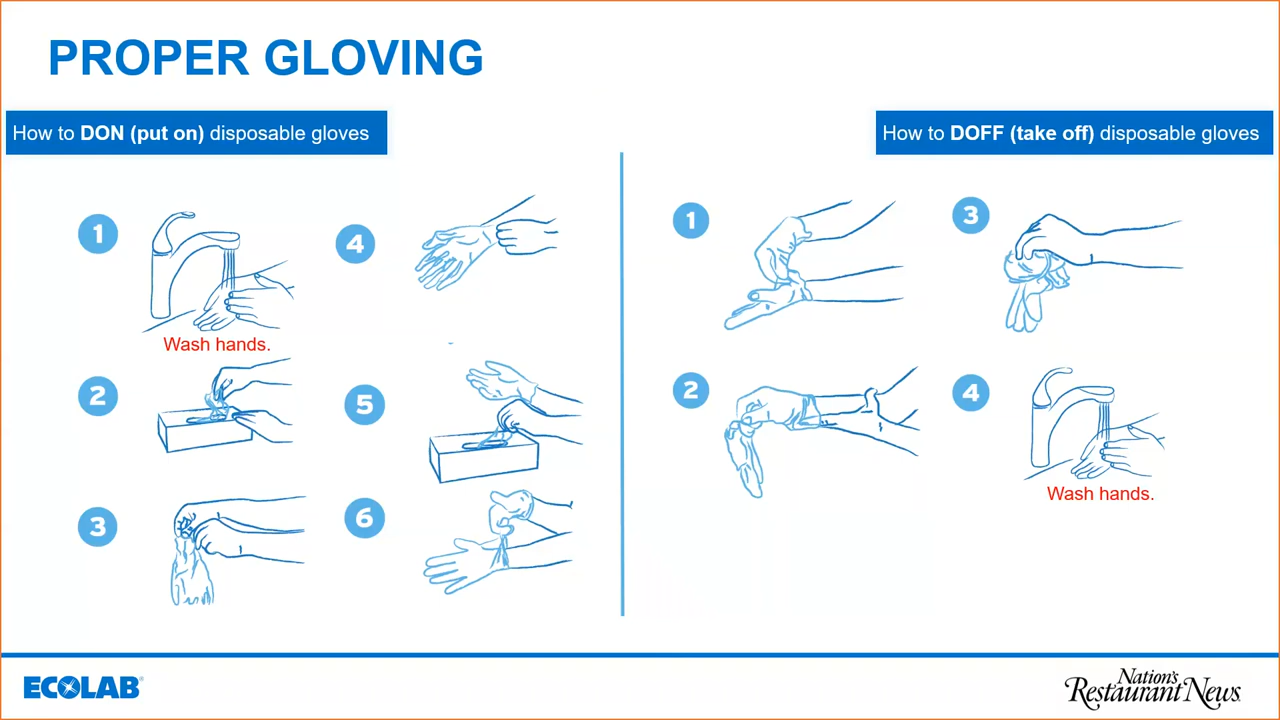 PROPER GLOVING
How to DON (put on) disposable gloves
1
Wash hands.
2
3
4
5
6
How to DOFF (take off) disposable gloves
1
2
3
4
Wash hands.
ECOLAB®
Nation's
Restaurant News